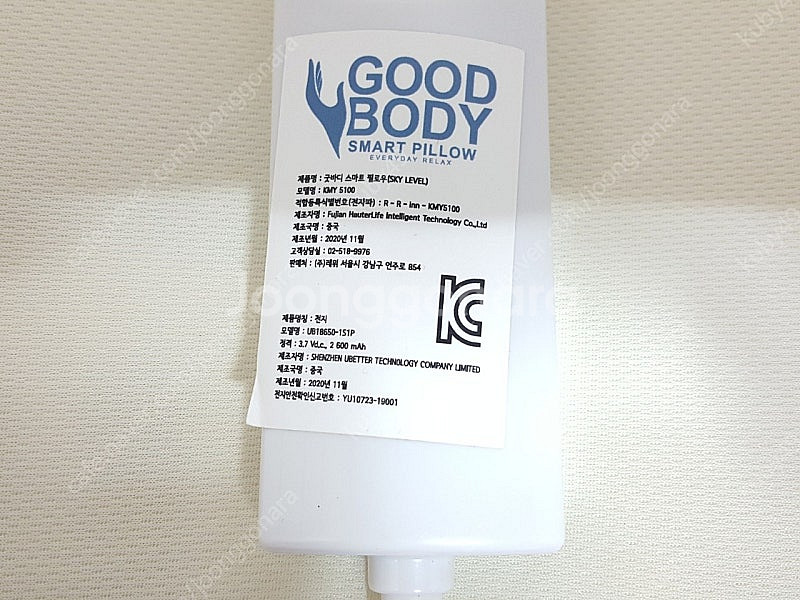 GOOD
BODY
SMART PILLOW
EVERYDAY RELAX
제품명 : 굿바디 스마트 필로우(SKY LEVEL)
모델명 : KMY 5100
적합등록식별번호(전자파) : R - R - Inn - KMY5100
제조자명 : Fujian HauterLife Intelligent Technology Co.,Ltd
제조국명 : 중국
제조년월 : 2020년 11월
고객상담실 : 02-518-9976
판매처 : (주)레워 서울시 강남구 언주로 854
제품명칭 : 전지
모델명 : UB18650-1S1P
정격 : 3.7 Vd.c., 2 600 mAh
제조자명 : SHENZHEN UBETTER TECHNOLOGY COMPANY LIMITED
제조국명 : 중국
제조년월 : 2020년 11월
전지안전확인신고번호 : YU10723-19001
KC
Joonggonara